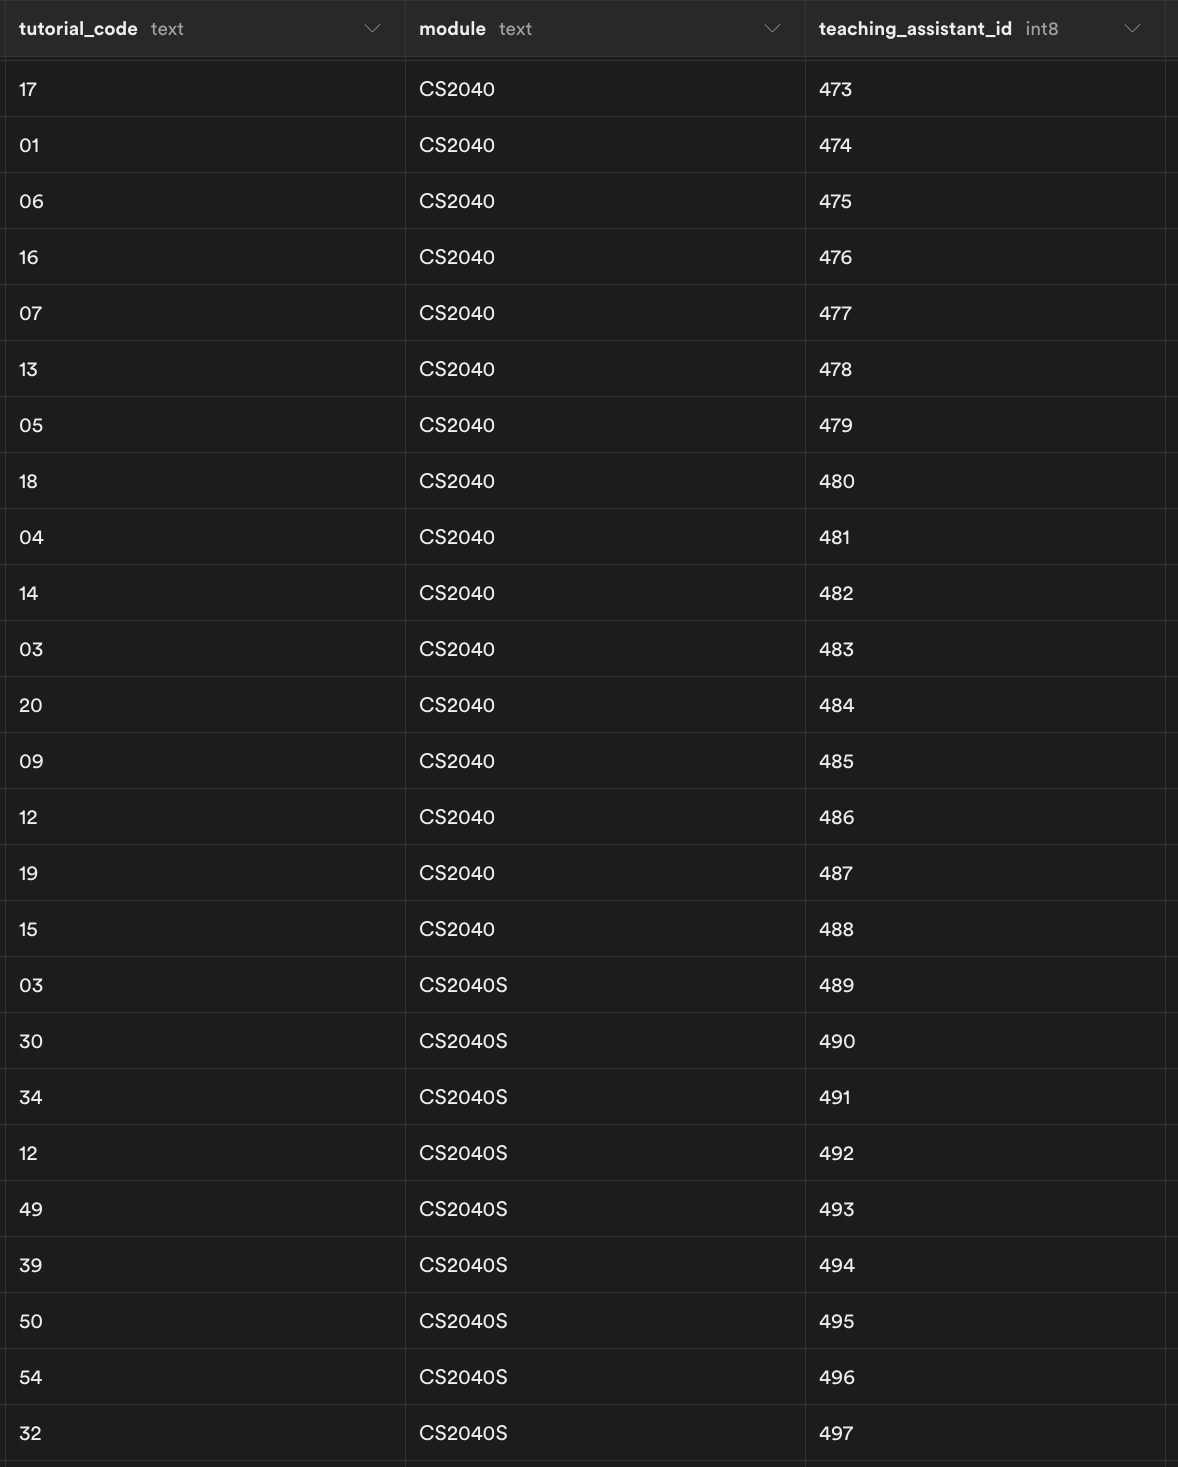 tutorial_code text module text teaching_assistant_id int8
17 CS2040 473
01 CS2040 474
06 CS2040 475
16 CS2040 476
07 CS2040 477
13 CS2040 478
05 CS2040 479
18 CS2040 480
04 CS2040 481
14 CS2040 482
03 CS2040 483
20 CS2040 484
09 CS2040 485
12 CS2040 486
19 CS2040 487
15 CS2040 488
03 CS2040S 489
30 CS2040S 490
34 CS2040S 491
12 CS2040S 492
49 CS2040S 493
39 CS2040S 494
50 CS2040S 495
54 CS2040S 496
32 CS2040S 497